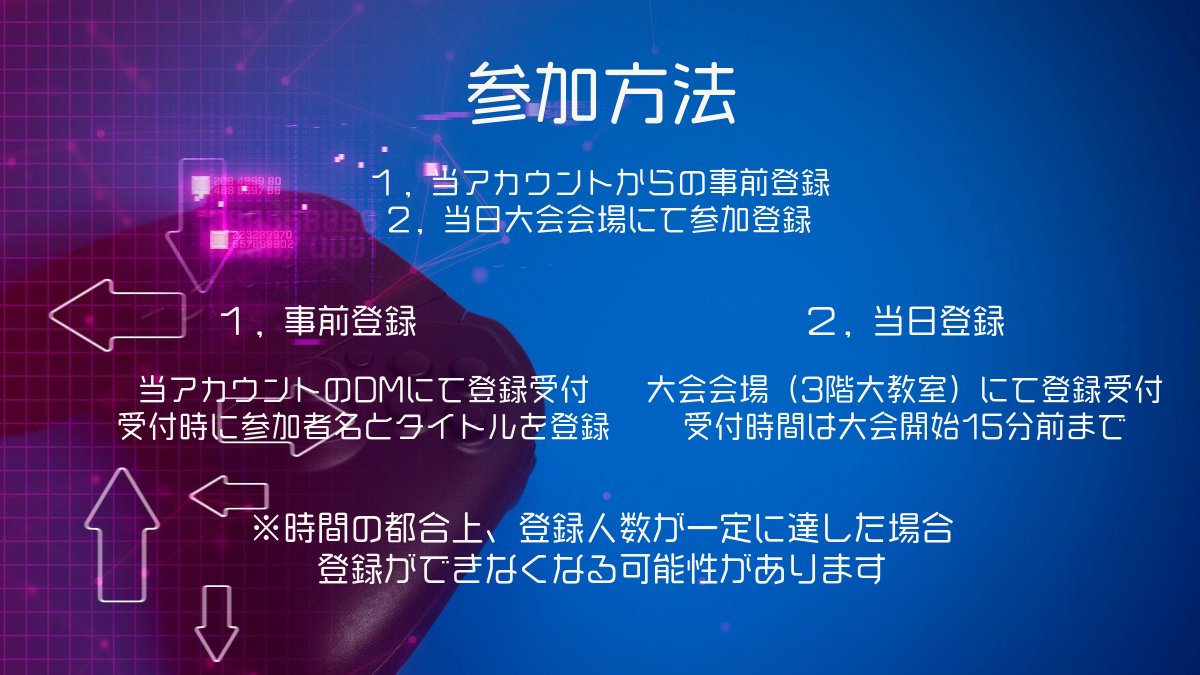 参加方法
１，当アカウントからの事前登録
２，当日大会会場にて参加登録
１，事前登録
当アカウントのDMにて登録受付
受付時に参加者名とタイトルを登録
２，当日登録
大会会場（3階大教室）にて登録受付
受付時間は大会開始15分前まで
※時間の都合上、登録人数が一定に達した場合
登録ができなくなる可能性があります